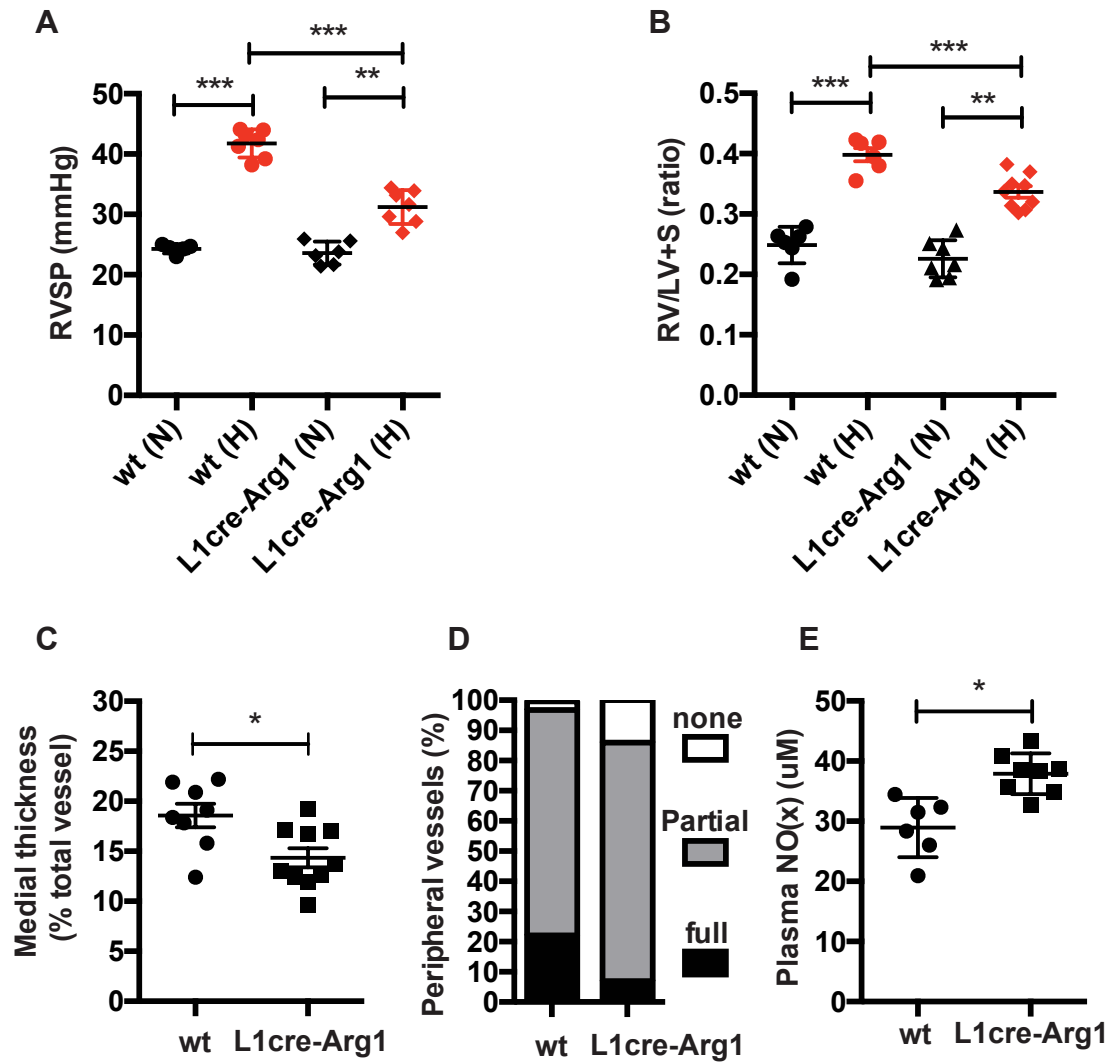 A
***
***
**
RVSP (mmHg)
50
40
30
20
10
0
wt (N)
wt (H)
L1cre-Arg1 (N)
L1cre-Arg1 (H)
B
***
***
**
RV/LV+S (ratio)
0.5
0.4
0.3
0.2
0.1
0.0
wt (N)
wt (H)
L1cre-Arg1 (N)
L1cre-Arg1 (H)
C
*
Medial thickness
(% total vessel)
30
25
20
15
10
5
0
wt
L1cre-Arg1
D
Peripheral vessels (%)
100
90
80
70
60
50
40
30
20
10
0
wt
L1cre-Arg1
none
Partial
full
E
*
Plasma NO(x) (uM)
50
40
30
20
10
0
wt
L1cre-Arg1